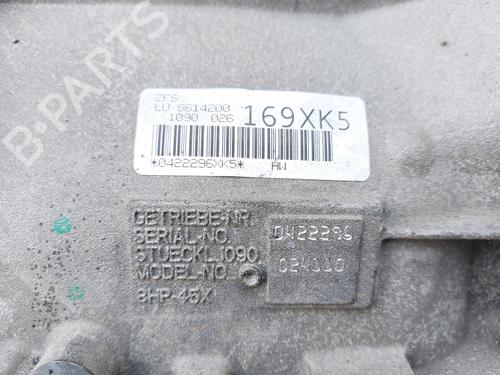 B-PARTS
ZFS
LU 8614200
1090 026
169XK5
*0422296XK5* AW
GETRIEBE-NR.
SERIAL-NO. 0422296
STUECKL.1090
MODEL-NO. 024110
8HP-45X